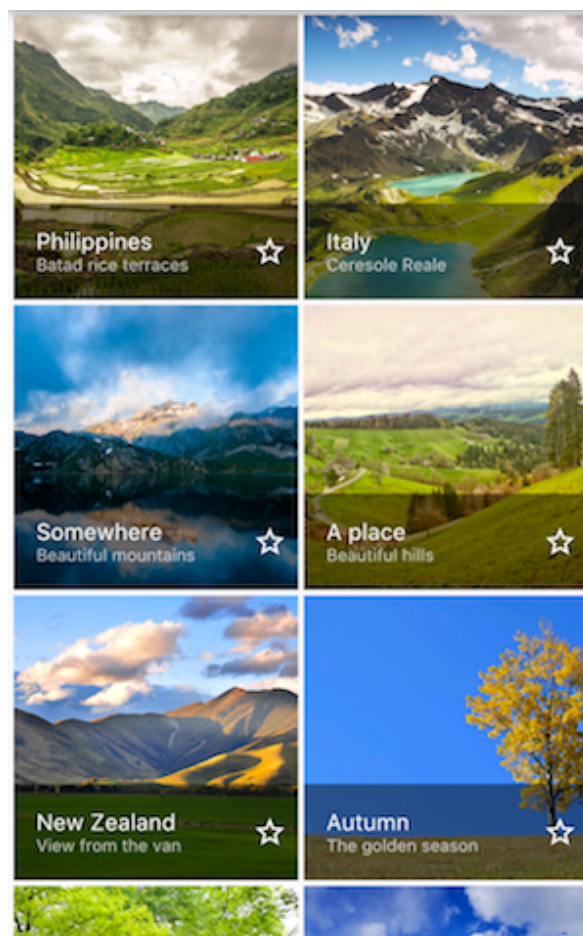 Philippines
Batad rice terraces
Italy
Ceresole Reale
Somewhere
Beautiful mountains
A place
Beautiful hills
New Zealand
View from the van
Autumn
The golden season